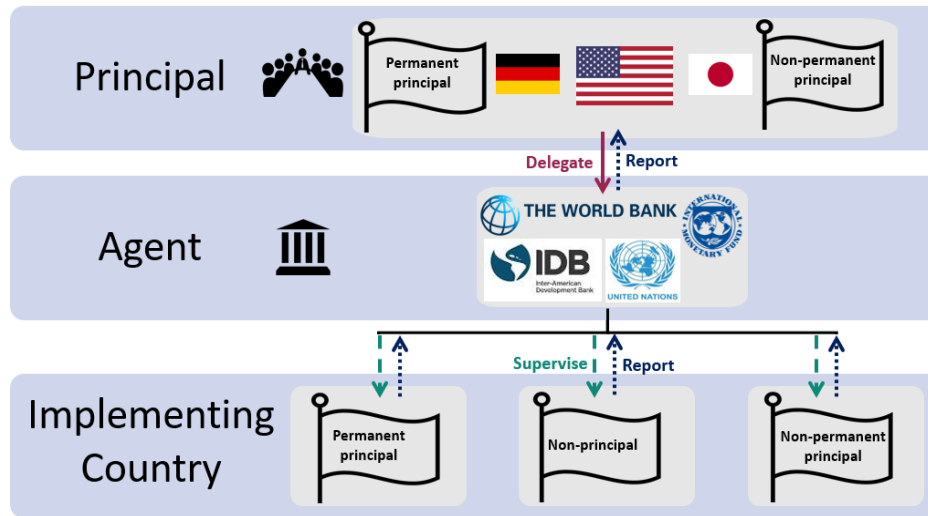 Principal
Permanent
principal
Non-permanent
principal
Delegate
Report
Agent
THE WORLD BANK
INTERNATIONAL
MONETARY FUND
IDB
Inter-American
Development Bank
UNITED NATIONS
Supervise
Report
Implementing
Country
Permanent
principal
Non-principal
Non-permanent
principal